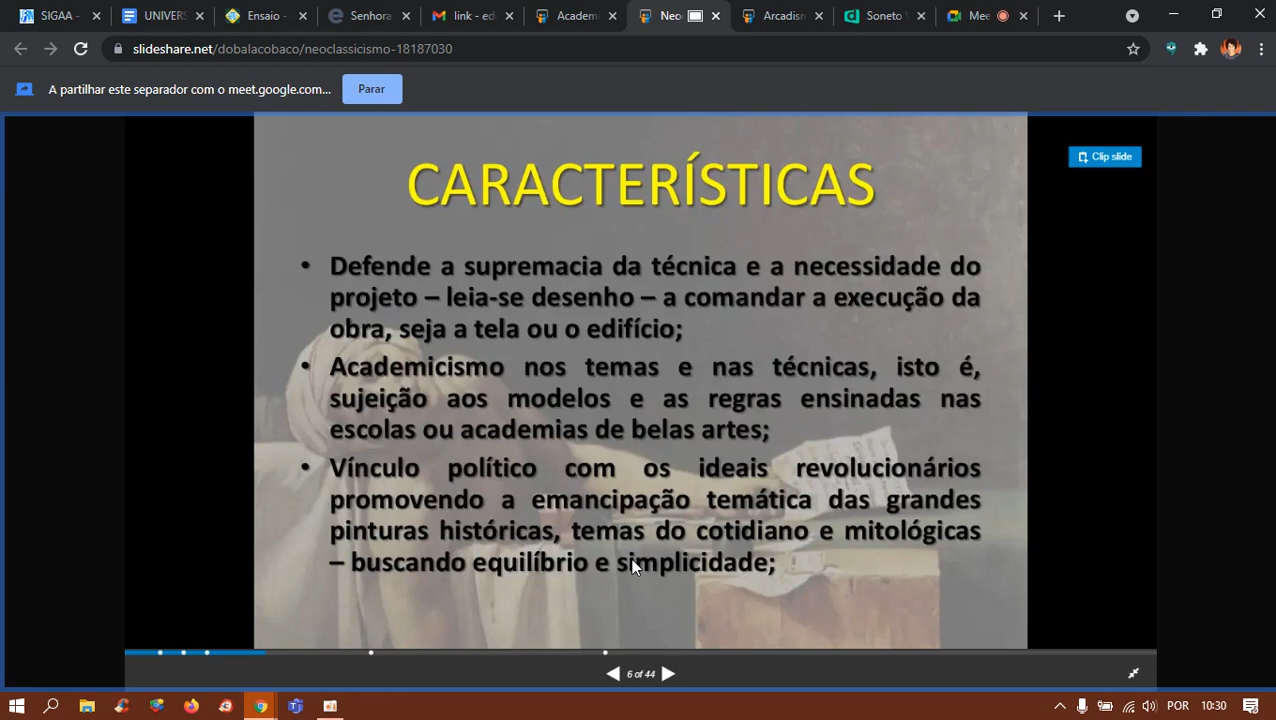 SIGAA -
UNIVERS
Ensaio -
Senhora
link - ed
Academ
Neo
Arcadism
Soneto V
Mee
slideshare.net/dobalacobaco/neoclassicismo-18187030
A partilhar este separador com o meet.google.com...
Parar
Clip slide
CARACTERÍSTICAS
• Defende a supremacia da técnica e a necessidade do
projeto – leia-se desenho – a comandar a execução da
obra, seja a tela ou o edifício;
• Academicismo nos temas e nas técnicas, isto é,
sujeição aos modelos e as regras ensinadas nas
escolas ou academias de belas artes;
• Vínculo político com os ideais revolucionários
promovendo a emancipação temática das grandes
pinturas históricas, temas do cotidiano e mitológicas
– buscando equilíbrio e simplicidade;
6 of 44
POR
10:30